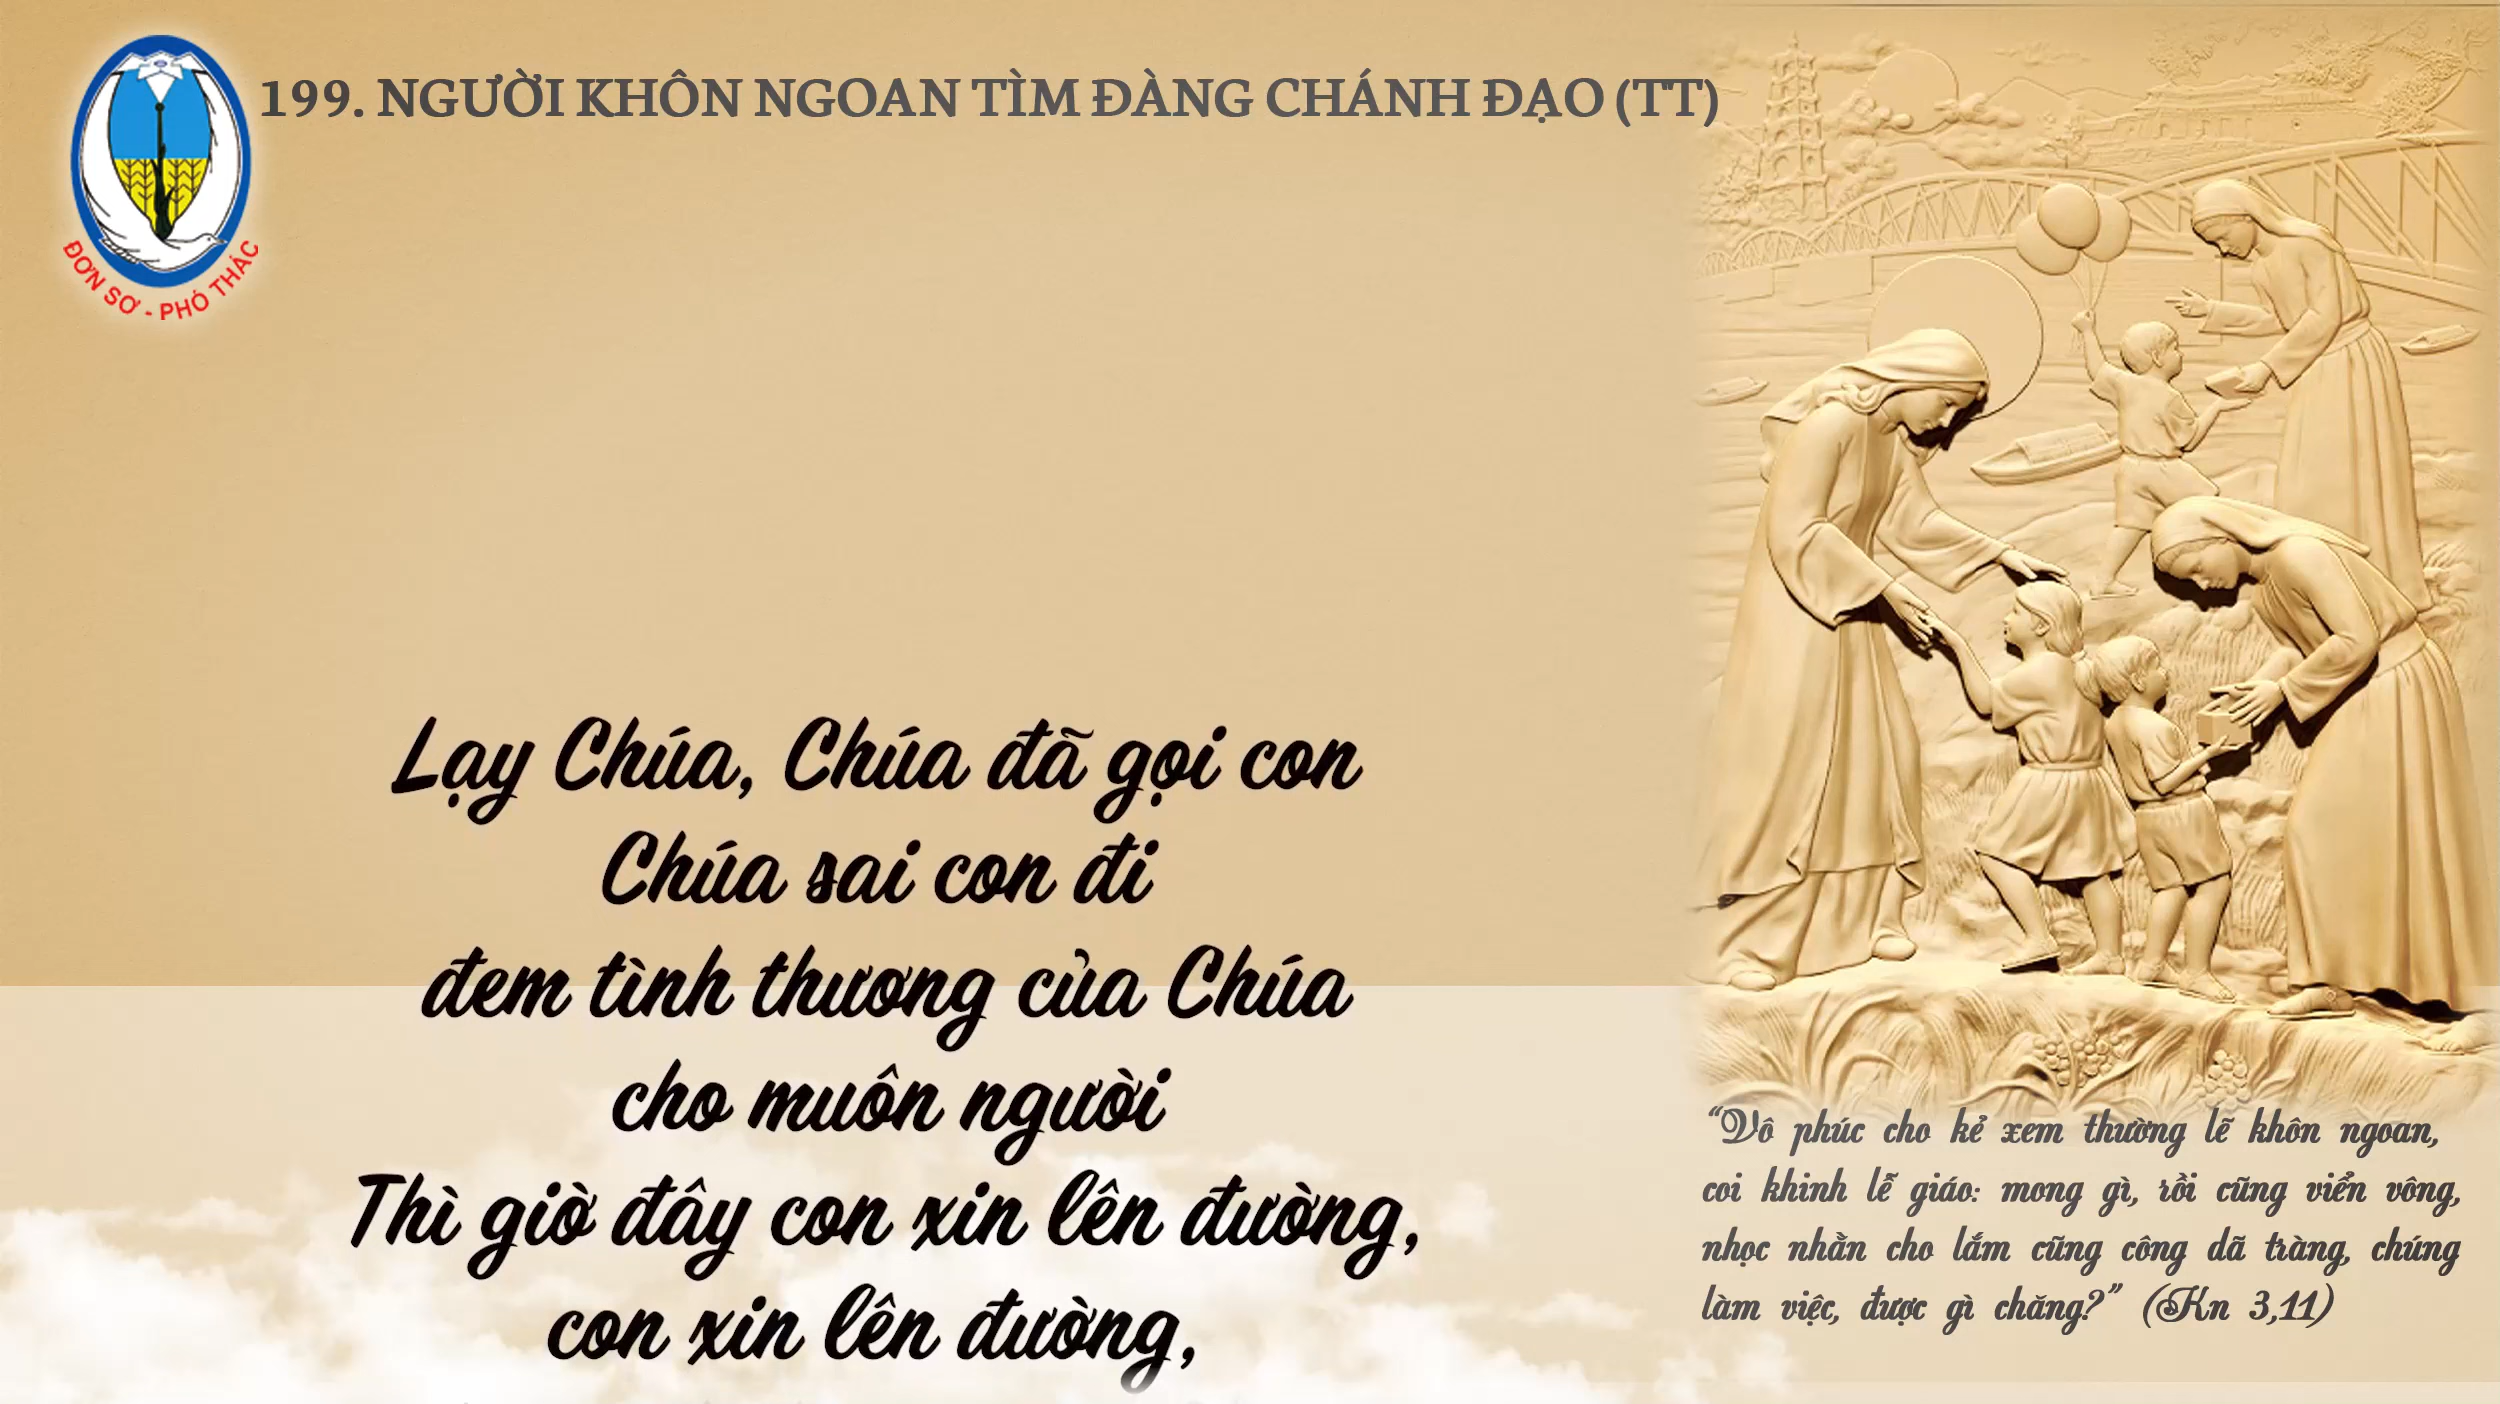 199. NGƯỜI KHÔN NGOAN TÌM ĐÀNG CHÁNH ĐẠO (TT)
ĐƠN SƠ - PHÓ THÁC
Lạy Chúa, Chúa đã gọi con
Chúa sai con đi
đem tình thương của Chúa
cho muôn người
Thì giờ đây con xin lên đường,
con xin lên đường,
“Vô phúc cho kẻ xem thường lẽ khôn ngoan,
coi khinh lễ giáo: mong gì, rồi cũng viển vông,
nhọc nhằn cho lắm cũng công dã tràng, chúng
làm việc, được gì chăng?” (Kn 3,11)